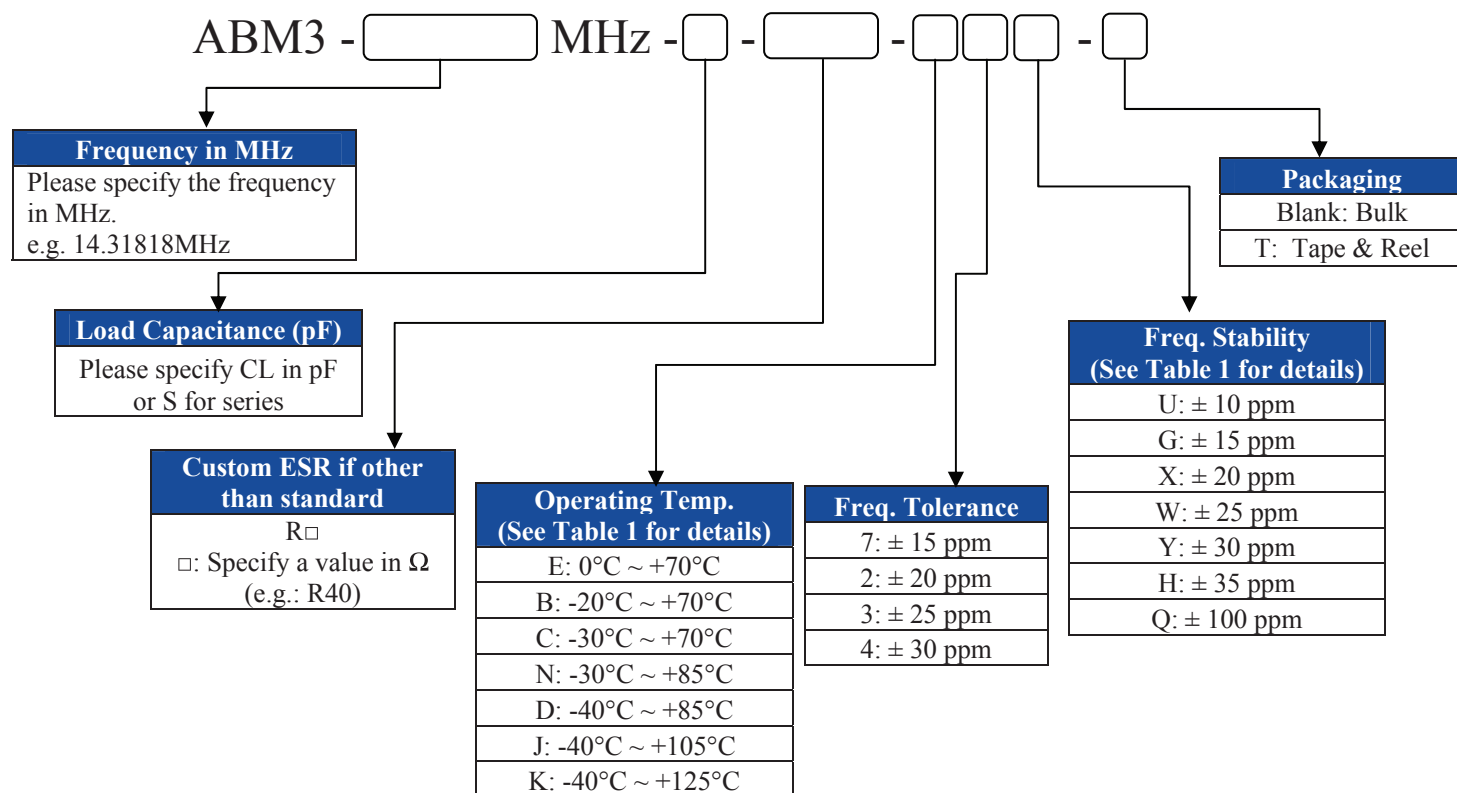 ABM3 - MHz - - - -
Frequency in MHz
Please specify the frequency
in MHz.
e.g. 14.31818MHz
Load Capacitance (pF)
Please specify CL in pF
or S for series
Custom ESR if other
than standard
R□
□: Specify a value in Ω
(e.g.: R40)
Operating Temp.
(See Table 1 for details)
E: 0°C ~ +70°C
B: -20°C ~ +70°C
C: -30°C ~ +70°C
N: -30°C ~ +85°C
D: -40°C ~ +85°C
J: -40°C ~ +105°C
K: -40°C ~ +125°C
Freq. Tolerance
7: ± 15 ppm
2: ± 20 ppm
3: ± 25 ppm
4: ± 30 ppm
Freq. Stability
(See Table 1 for details)
U: ± 10 ppm
G: ± 15 ppm
X: ± 20 ppm
W: ± 25 ppm
Y: ± 30 ppm
H: ± 35 ppm
Q: ± 100 ppm
Packaging
Blank: Bulk
T: Tape & Reel